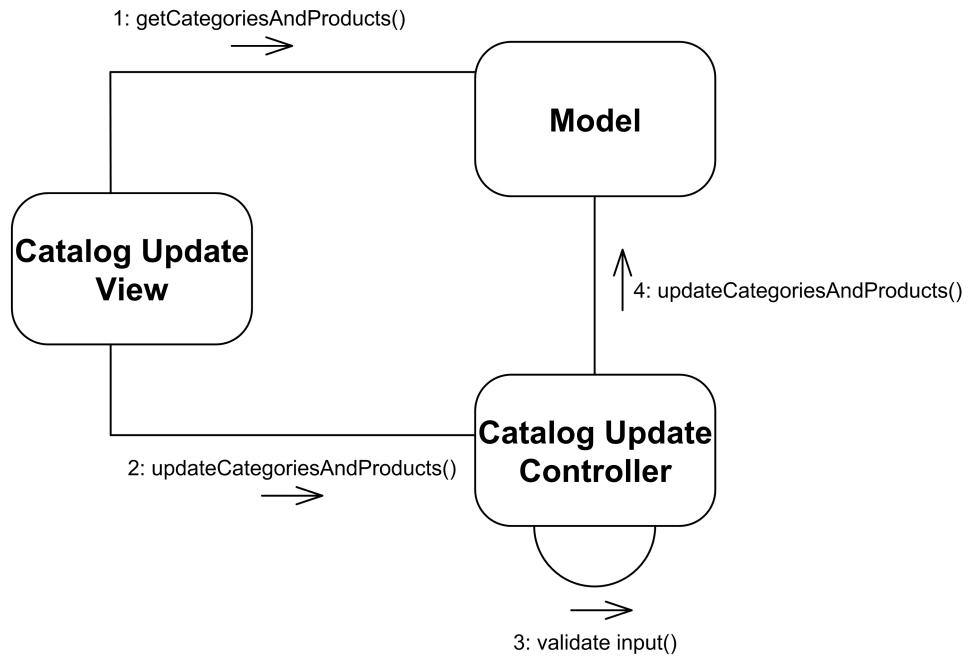 1: getCategoriesAndProducts()
Model
Catalog Update
View
4: updateCategoriesAndProducts()
Catalog Update
Controller
2: updateCategoriesAndProducts()
3: validate input()